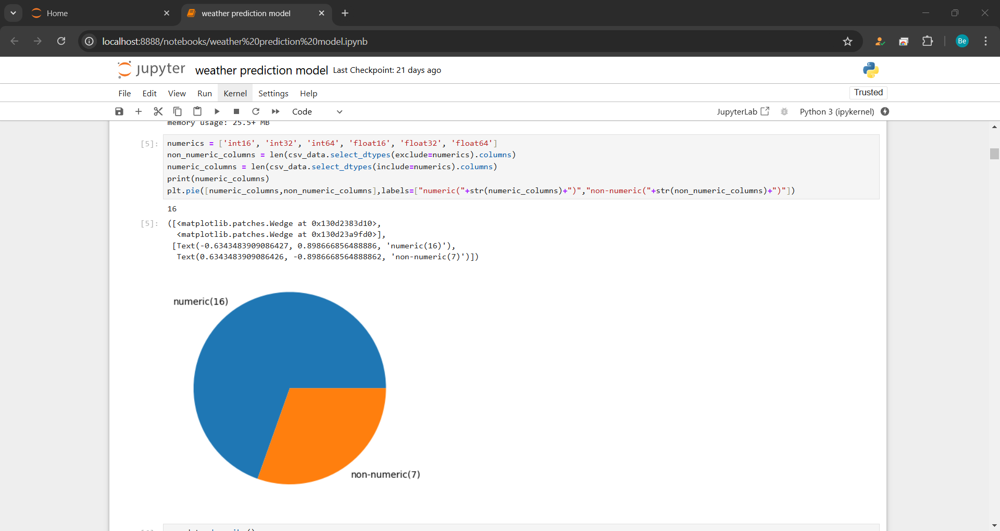 Home
weather prediction model
localhost:8888/notebooks/weather%20prediction%20model.ipynb
Be
jupyter weather prediction model Last Checkpoint: 21 days ago
File Edit View Run Kernel Settings Help
Trusted
Code
JupyterLab
Python 3 (ipykernel)
memory usage: 25.5+ MB
[5]: numerics = ['int16', 'int32', 'int64', 'float16', 'float32', 'float64']
non_numeric_columns = len(csv_data.select_dtypes(exclude=numerics).columns)
numeric_columns = len(csv_data.select_dtypes(include=numerics).columns)
print(numeric_columns)
plt.pie([numeric_columns,non_numeric_columns],labels=["numeric("+str(numeric_columns)+")","non-numeric("+str(non_numeric_columns)+")"])
16
[5]: ([<matplotlib.patches.Wedge at 0x130d2383d10>,
<matplotlib.patches.Wedge at 0x130d23a9fd0>],
[Text(-0.6343483909086427, 0.898666856488886, 'numeric(16)'),
Text(0.6343483909086426, -0.8986668564888862, 'non-numeric(7)')])
numeric(16)
non-numeric(7)